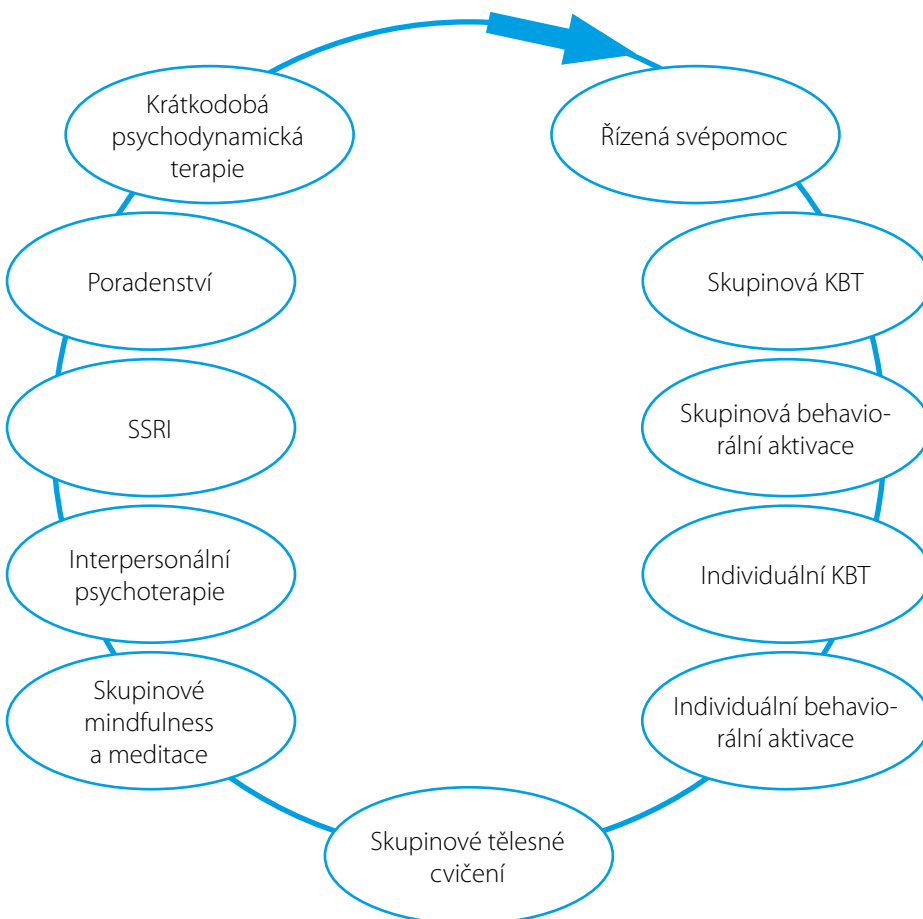 Krátkodobá
psychodynamická
terapie
Řízená svépomoc
Poradenství
Skupinová KBT
SSRI
Skupinová behavio-
rální aktivace
Interpersonální
psychoterapie
Individuální KBT
Skupinové
mindfulness
a meditace
Individuální behavio-
rální aktivace
Skupinové tělesné
cvičení